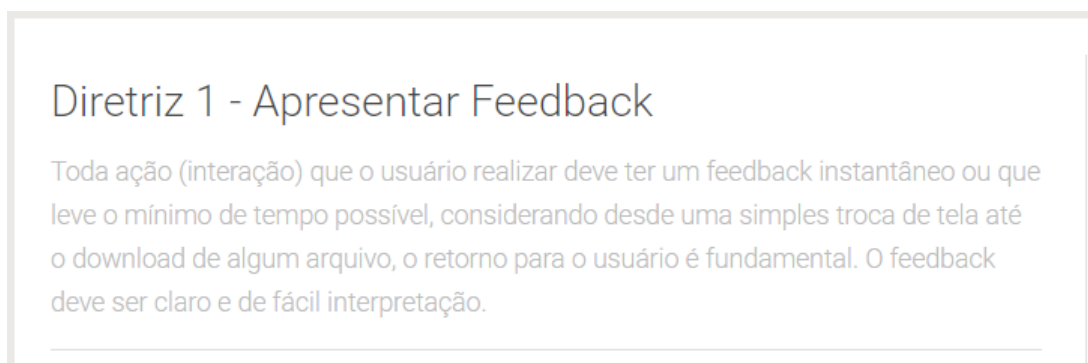 Diretriz 1 - Apresentar Feedback
Toda ação (interação) que o usuário realizar deve ter um feedback instantâneo ou que
leve o mínimo de tempo possível, considerando desde uma simples troca de tela até
o download de algum arquivo, o retorno para o usuário é fundamental. O feedback
deve ser claro e de fácil interpretação.